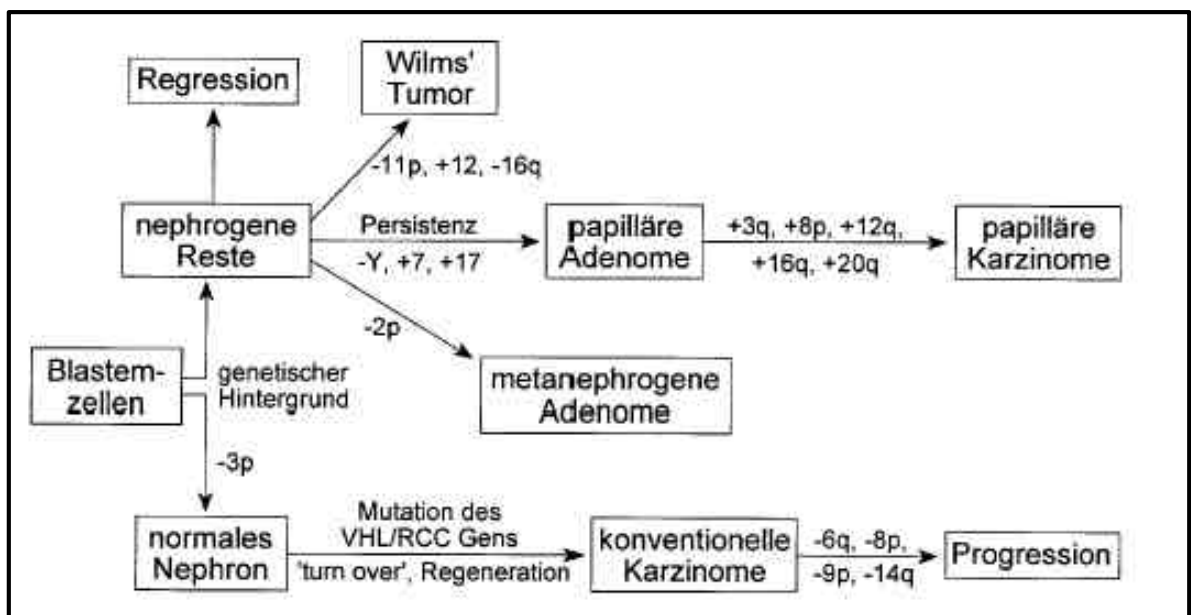 Regression
Wilms'
Tumor
-11p, +12, -16q
nephrogene
Reste
Persistenz
-Y, +7, +17
papilläre
Adenome
+3q, +8p, +12q,
+16q, +20q
papilläre
Karzinome
-2p
metanephrogene
Adenome
Blastem-
zellen
genetischer
Hintergrund
-3p
normales
Nephron
Mutation des
VHL/RCC Gens
'turn over', Regeneration
konventionelle
Karzinome
-6q, -8p,
-9p, -14q
Progression